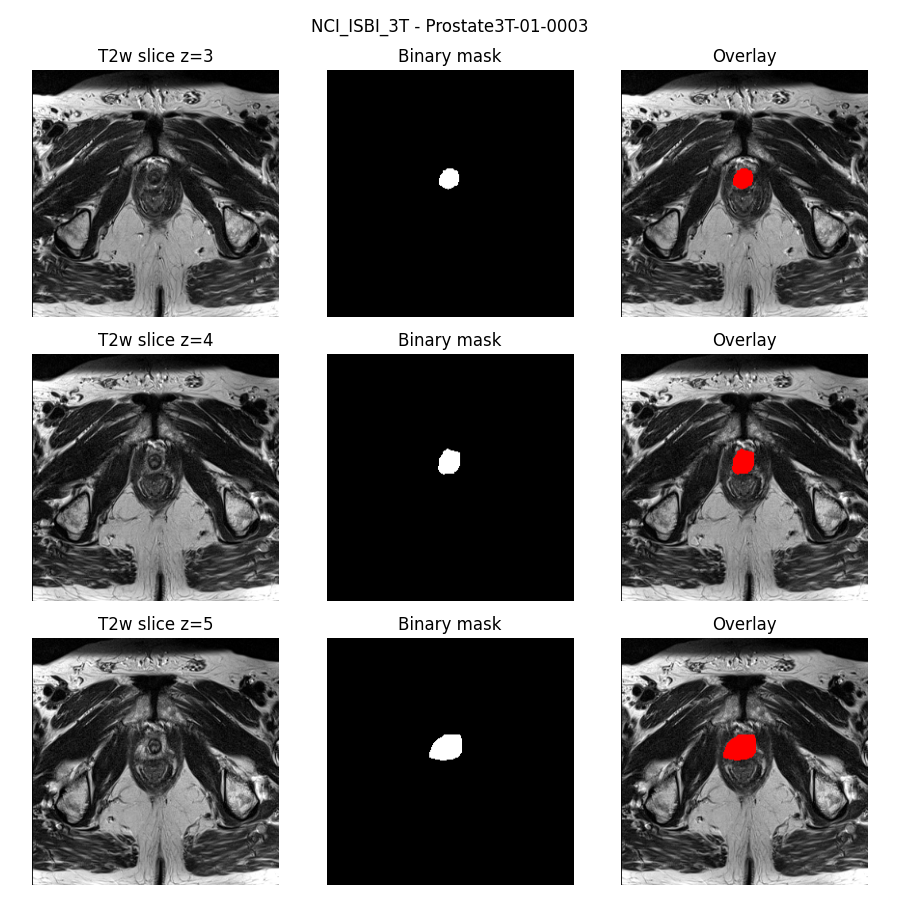 NCI_ISBI_3T - Prostate3T-01-0003
T2w slice z=3
Binary mask
Overlay
T2w slice z=4
Binary mask
Overlay
T2w slice z=5
Binary mask
Overlay